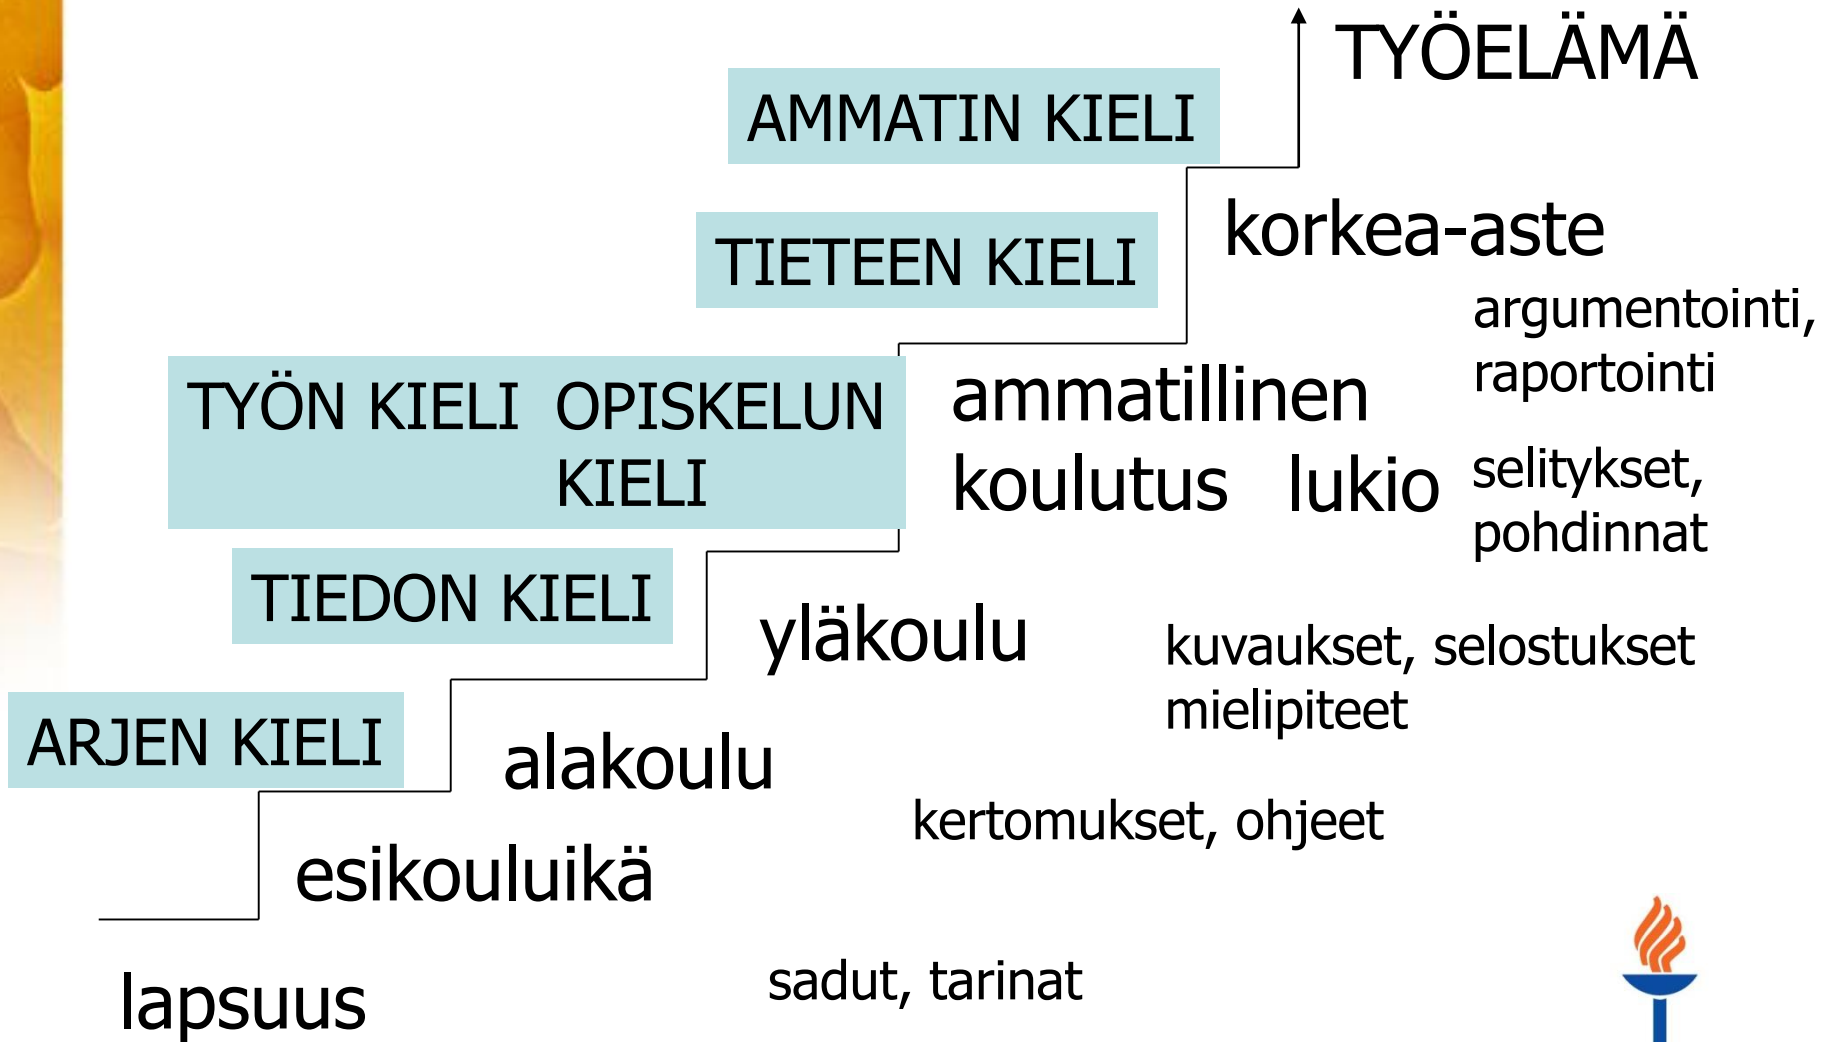 TYÖELÄMÄ
AMMATIN KIELI
korkea-aste
TIETEEN KIELI
argumentointi,
raportointi
TYÖN KIELI OPISKELUN
KIELI
ammatillinen
koulutus lukio
selitykset,
pohdinnat
TIEDON KIELI
yläkoulu
kuvaukset, selostukset
mielipiteet
ARJEN KIELI
alakoulu
kertomukset, ohjeet
esikouluikä
sadut, tarinat
lapsuus